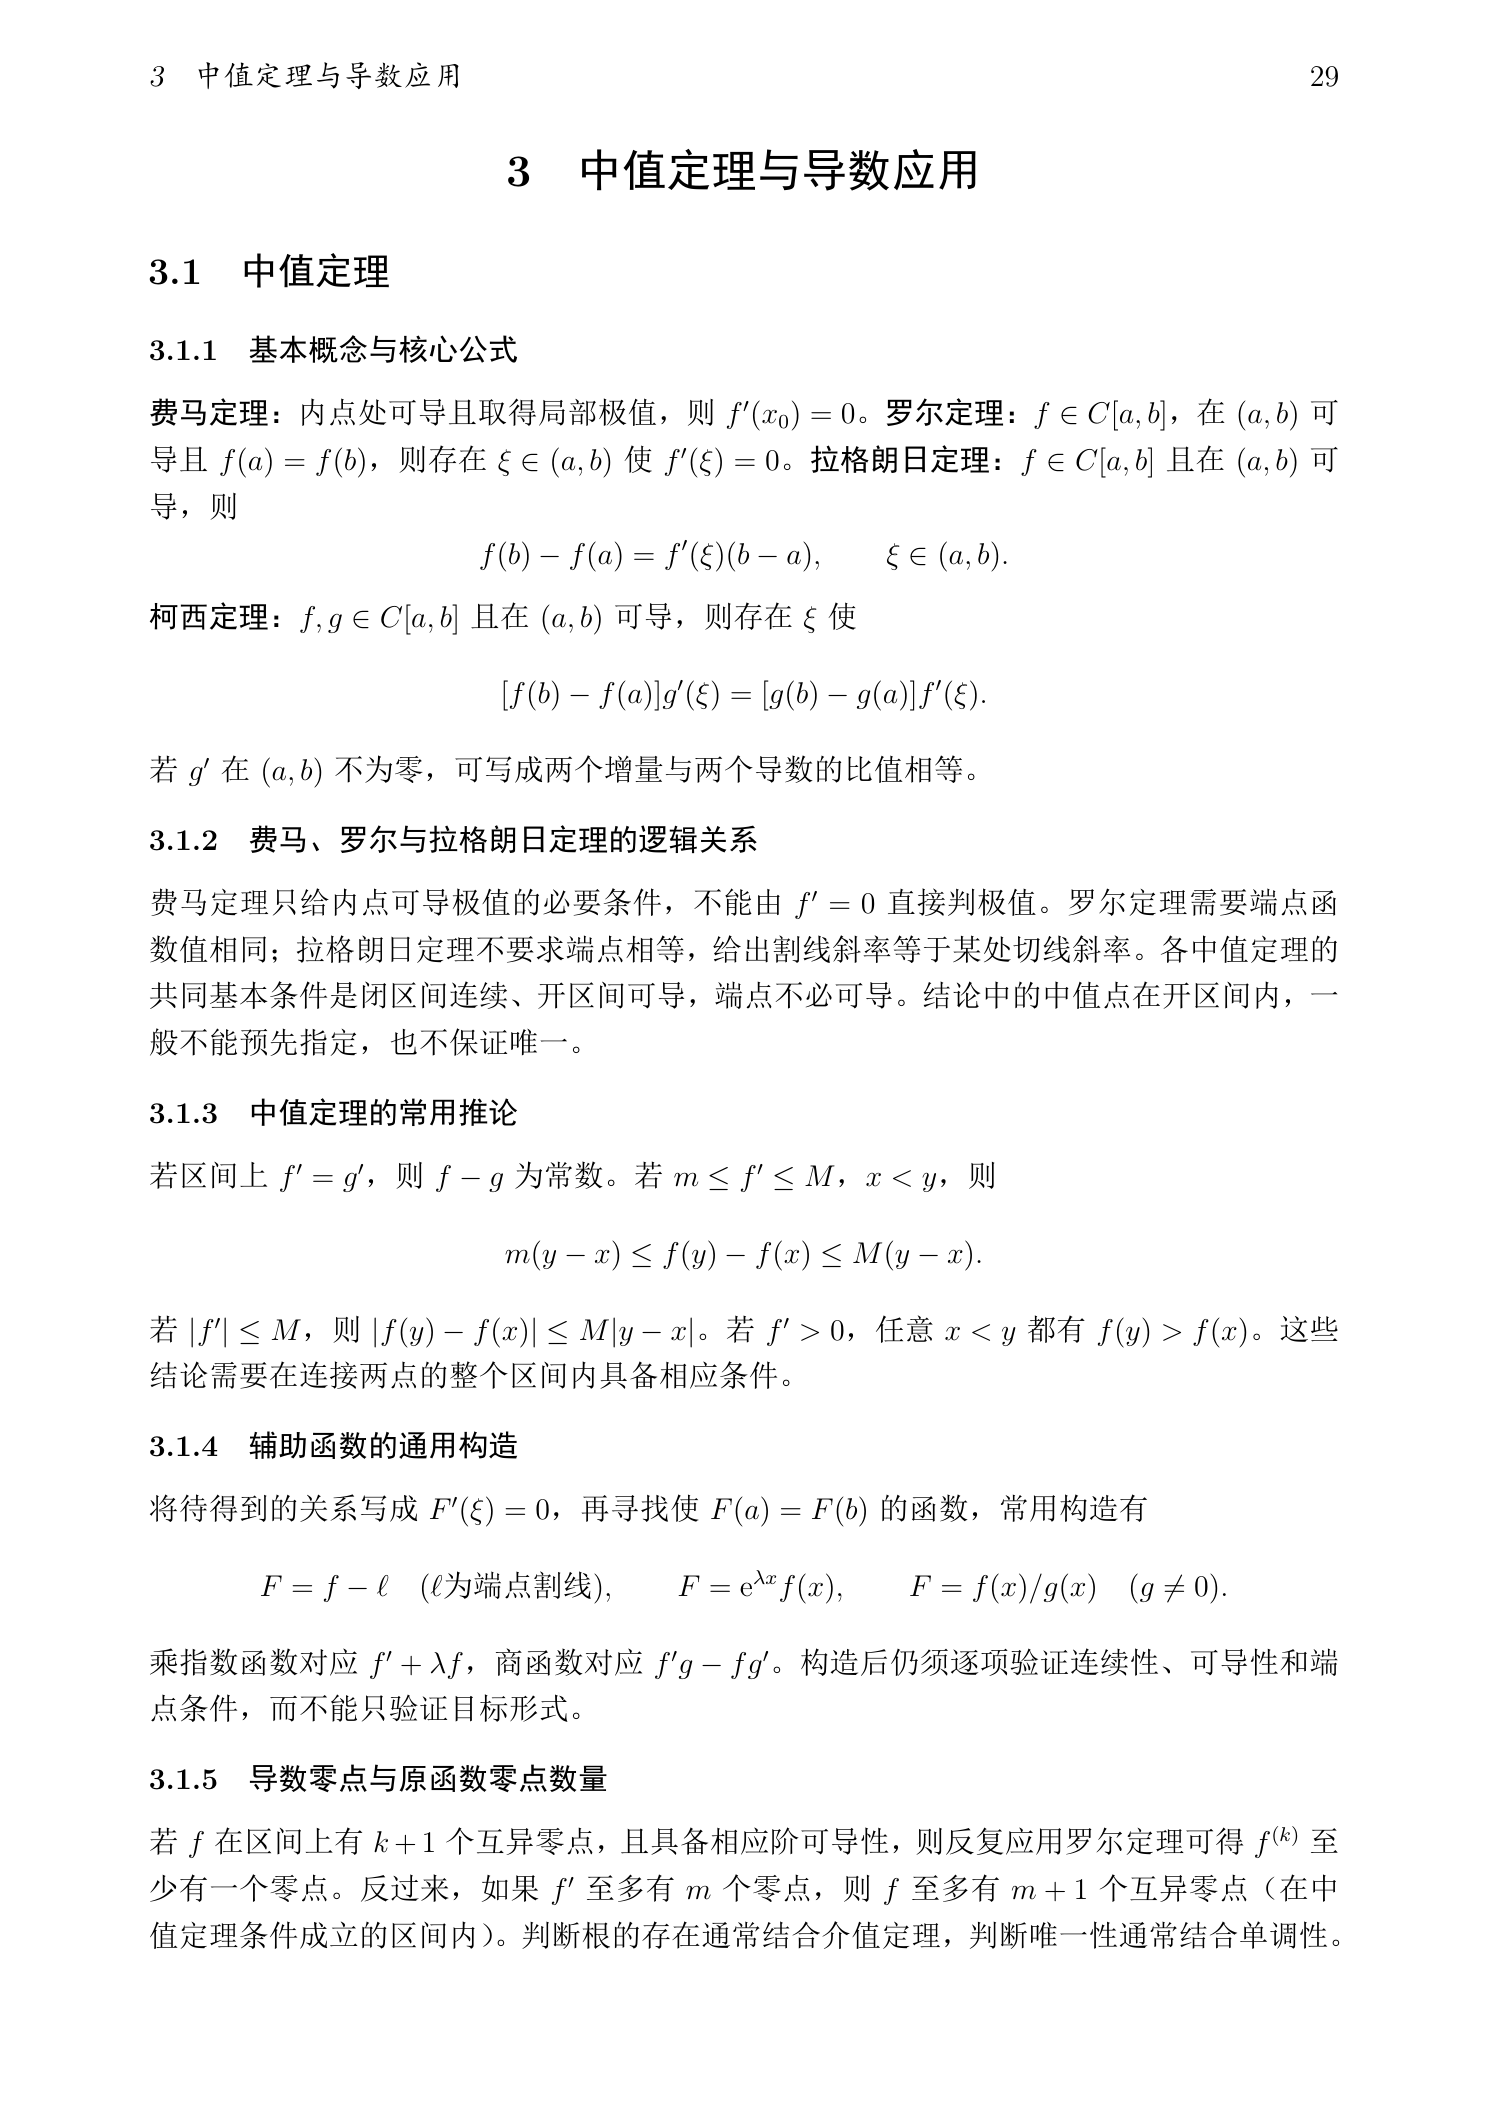 3 中值定理与导数应用 29
3 中值定理与导数应用
3.1 中值定理
3.1.1 基本概念与核心公式
费马定理：内点处可导且取得局部极值，则 f′(x₀) = 0。罗尔定理：f ∈ C[a, b]，在 (a, b) 可
导且 f(a) = f(b)，则存在 ξ ∈ (a, b) 使 f′(ξ) = 0。拉格朗日定理：f ∈ C[a, b] 且在 (a, b) 可
导，则
f(b) − f(a) = f′(ξ)(b − a), ξ ∈ (a, b).
柯西定理：f, g ∈ C[a, b] 且在 (a, b) 可导，则存在 ξ 使
[f(b) − f(a)]g′(ξ) = [g(b) − g(a)]f′(ξ).
若 g′ 在 (a, b) 不为零，可写成两个增量与两个导数的比值相等。
3.1.2 费马、罗尔与拉格朗日定理的逻辑关系
费马定理只给内点可导极值的必要条件，不能由 f′ = 0 直接判极值。罗尔定理需要端点函
数值相同；拉格朗日定理不要求端点相等，给出割线斜率等于某处切线斜率。各中值定理的
共同基本条件是闭区间连续、开区间可导，端点不必可导。结论中的中值点在开区间内，一
般不能预先指定，也不保证唯一。
3.1.3 中值定理的常用推论
若区间上 f′ = g′，则 f − g 为常数。若 m ≤ f′ ≤ M，x < y，则
m(y − x) ≤ f(y) − f(x) ≤ M(y − x).
若 |f′| ≤ M，则 |f(y) − f(x)| ≤ M|y − x|。若 f′ > 0，任意 x < y 都有 f(y) > f(x)。这些
结论需要在连接两点的整个区间内具备相应条件。
3.1.4 辅助函数的通用构造
将待得到的关系写成 F′(ξ) = 0，再寻找使 F(a) = F(b) 的函数，常用构造有
F = f − ℓ (ℓ为端点割线), F = e^{λx} f(x), F = f(x)/g(x) (g ≠ 0).
乘指数函数对应 f′ + λf，商函数对应 f′g − fg′。构造后仍须逐项验证连续性、可导性和端
点条件，而不能只验证目标形式。
3.1.5 导数零点与原函数零点数量
若 f 在区间上有 k + 1 个互异零点，且具备相应阶可导性，则反复应用罗尔定理可得 f⁽ᵏ⁾ 至
少有一个零点。反过来，如果 f′ 至多有 m 个零点，则 f 至多有 m + 1 个互异零点（在中
值定理条件成立的区间内）。判断根的存在通常结合介值定理，判断唯一性通常结合单调性。